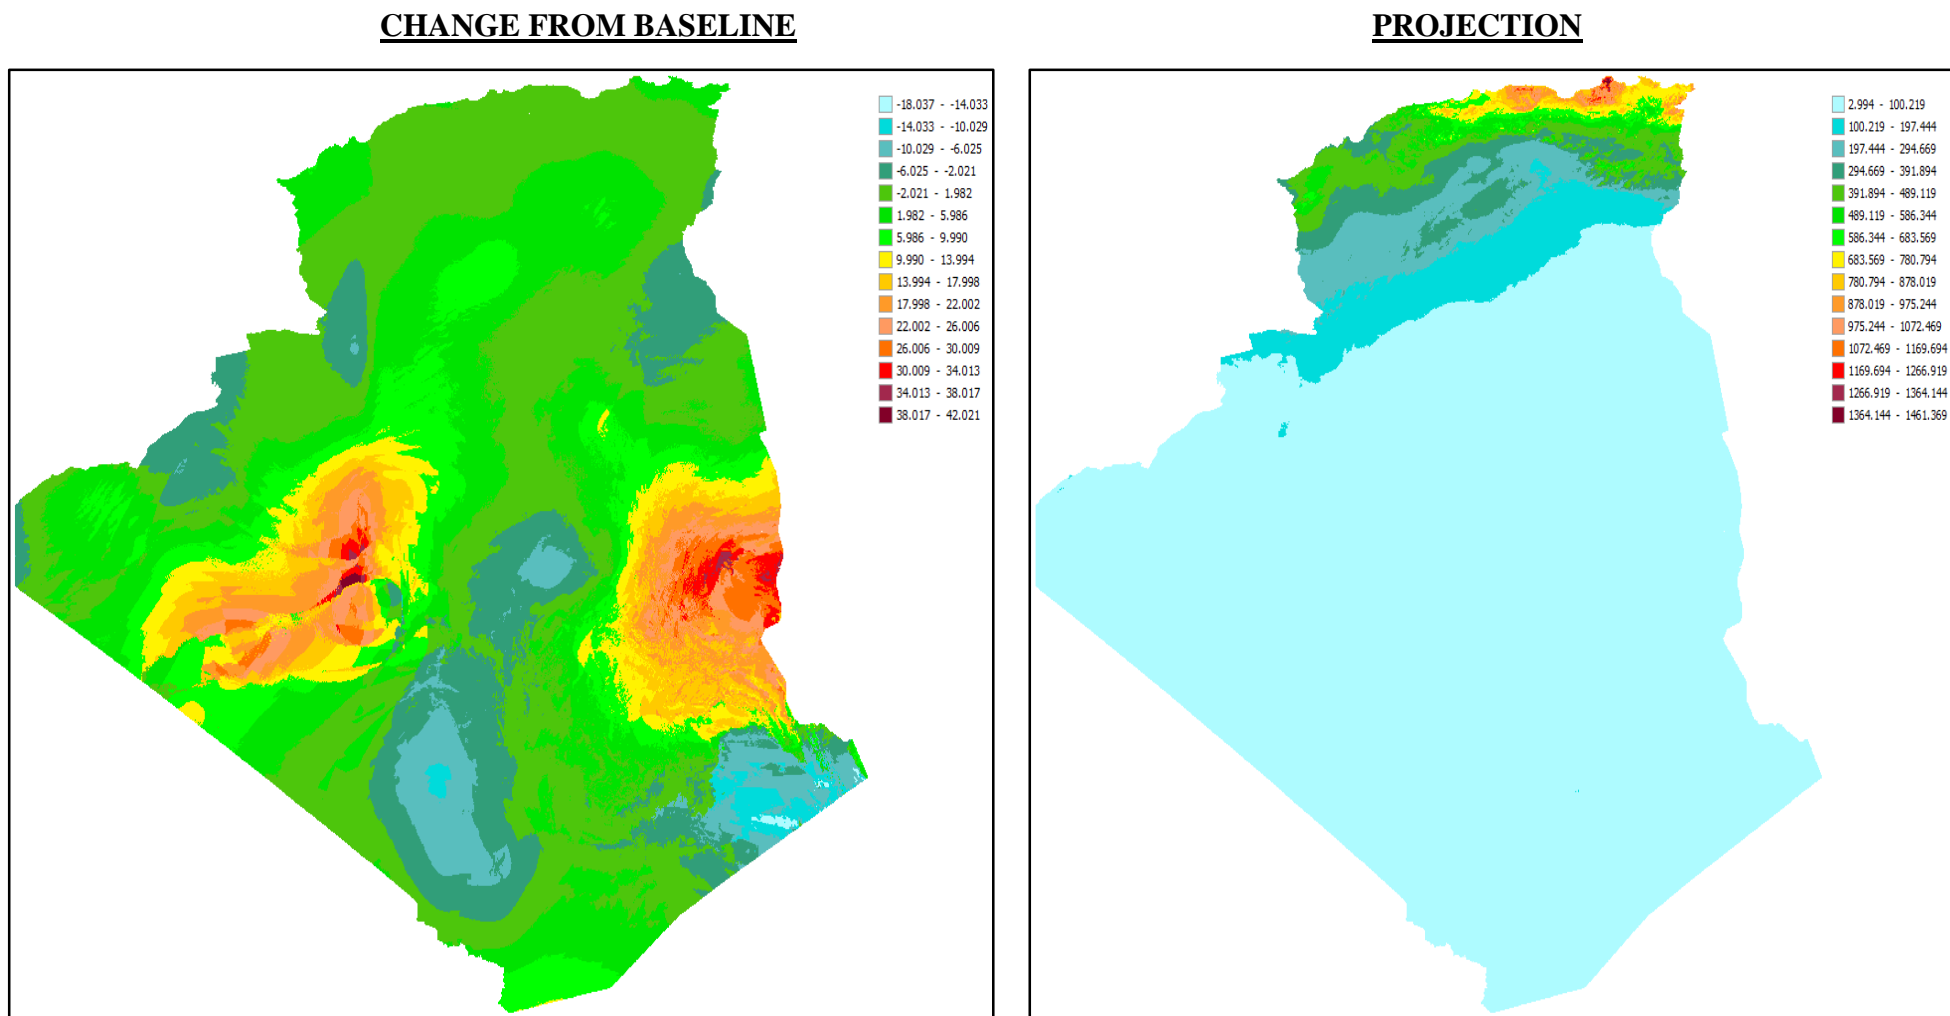 CHANGE FROM BASELINE
-18.037 - -14.033
-14.033 - -10.029
-10.029 - -6.025
-6.025 - -2.021
-2.021 - 1.982
1.982 - 5.986
5.986 - 9.990
9.990 - 13.994
13.994 - 17.998
17.998 - 22.002
22.002 - 26.006
26.006 - 30.009
30.009 - 34.013
34.013 - 38.017
38.017 - 42.021
PROJECTION
2.994 - 100.219
100.219 - 197.444
197.444 - 294.669
294.669 - 391.894
391.894 - 489.119
489.119 - 586.344
586.344 - 683.569
683.569 - 780.794
780.794 - 878.019
878.019 - 975.244
975.244 - 1072.469
1072.469 - 1169.694
1169.694 - 1266.919
1266.919 - 1364.144
1364.144 - 1461.369